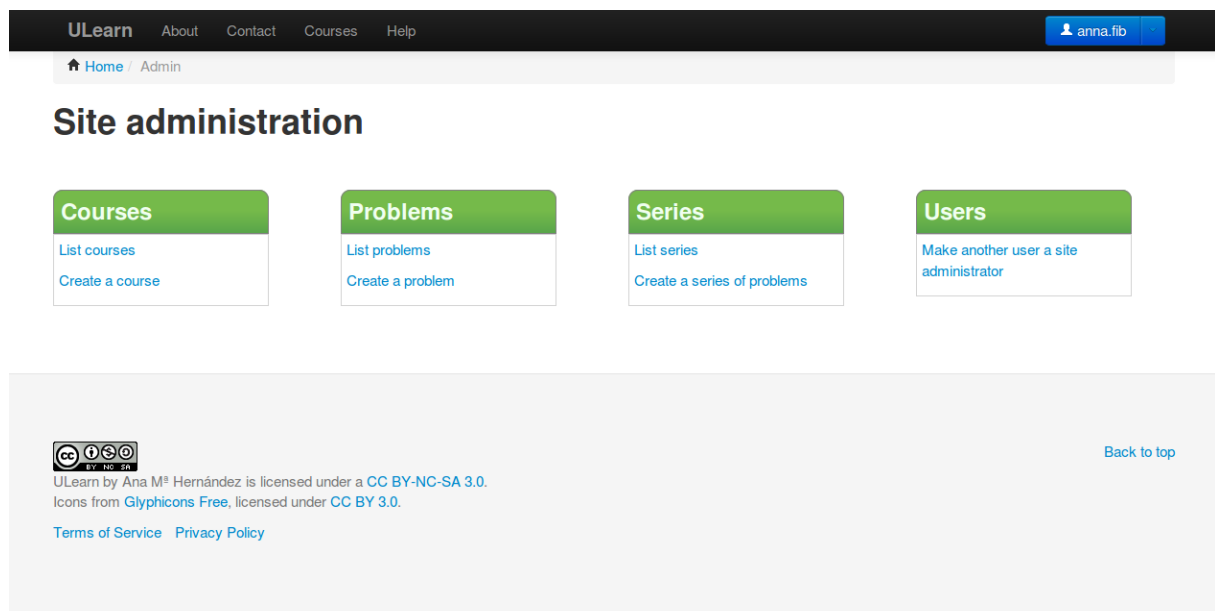 ULearn About Contact Courses Help anna.fib
Home / Admin
Site administration
Courses
List courses
Create a course
Problems
List problems
Create a problem
Series
List series
Create a series of problems
Users
Make another user a site
administrator
cc BY NC SA
Back to top
ULearn by Ana Mª Hernández is licensed under a CC BY-NC-SA 3.0.
Icons from Glyphicons Free, licensed under CC BY 3.0.
Terms of Service Privacy Policy